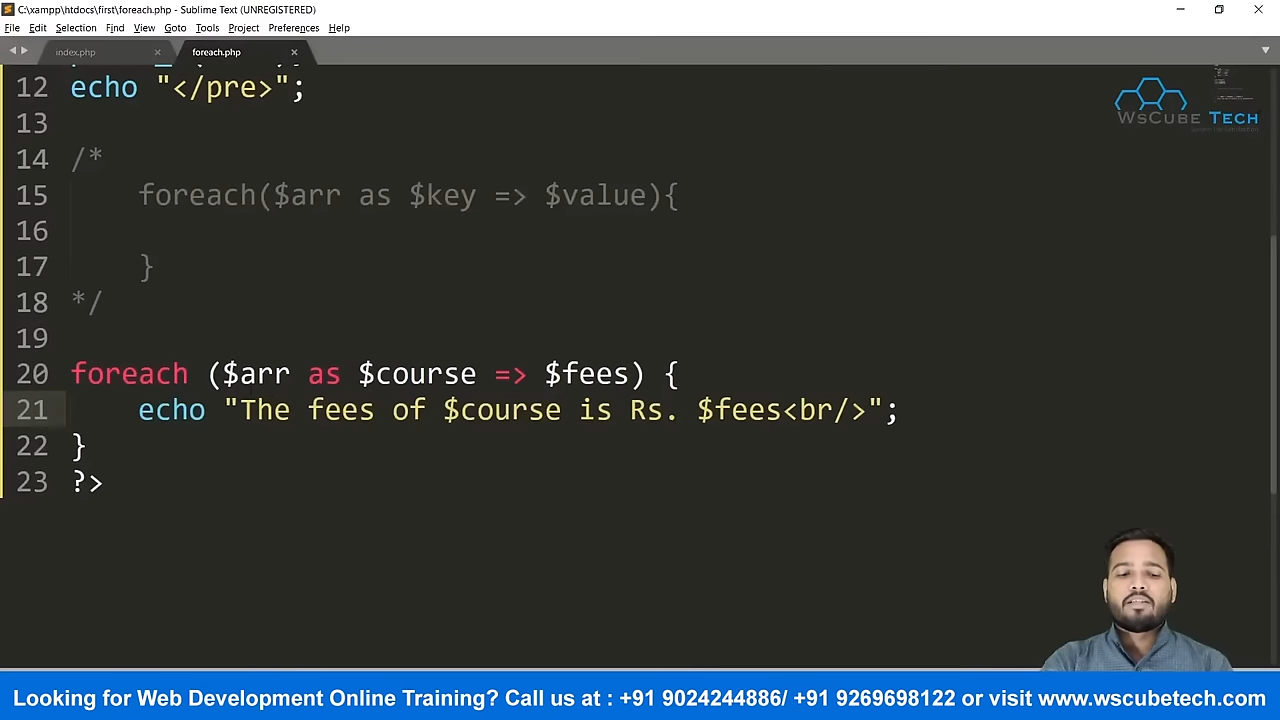 C:\xampp\htdocs\first\foreach.php - Sublime Text (UNREGISTERED)
File Edit Selection Find View Goto Tools Project Preferences Help
index.php foreach.php
12 echo "</pre>";
13
14 /*
15 foreach($arr as $key => $value){
16
17 }
18 */
19
20 foreach ($arr as $course => $fees) {
21 echo "The fees of $course is Rs. $fees<br/>";
22 }
23 ?>
WsCube Tech
Looking for Web Development Online Training? Call us at : +91 9024244886/ +91 9269698122 or visit www.wscubetech.com